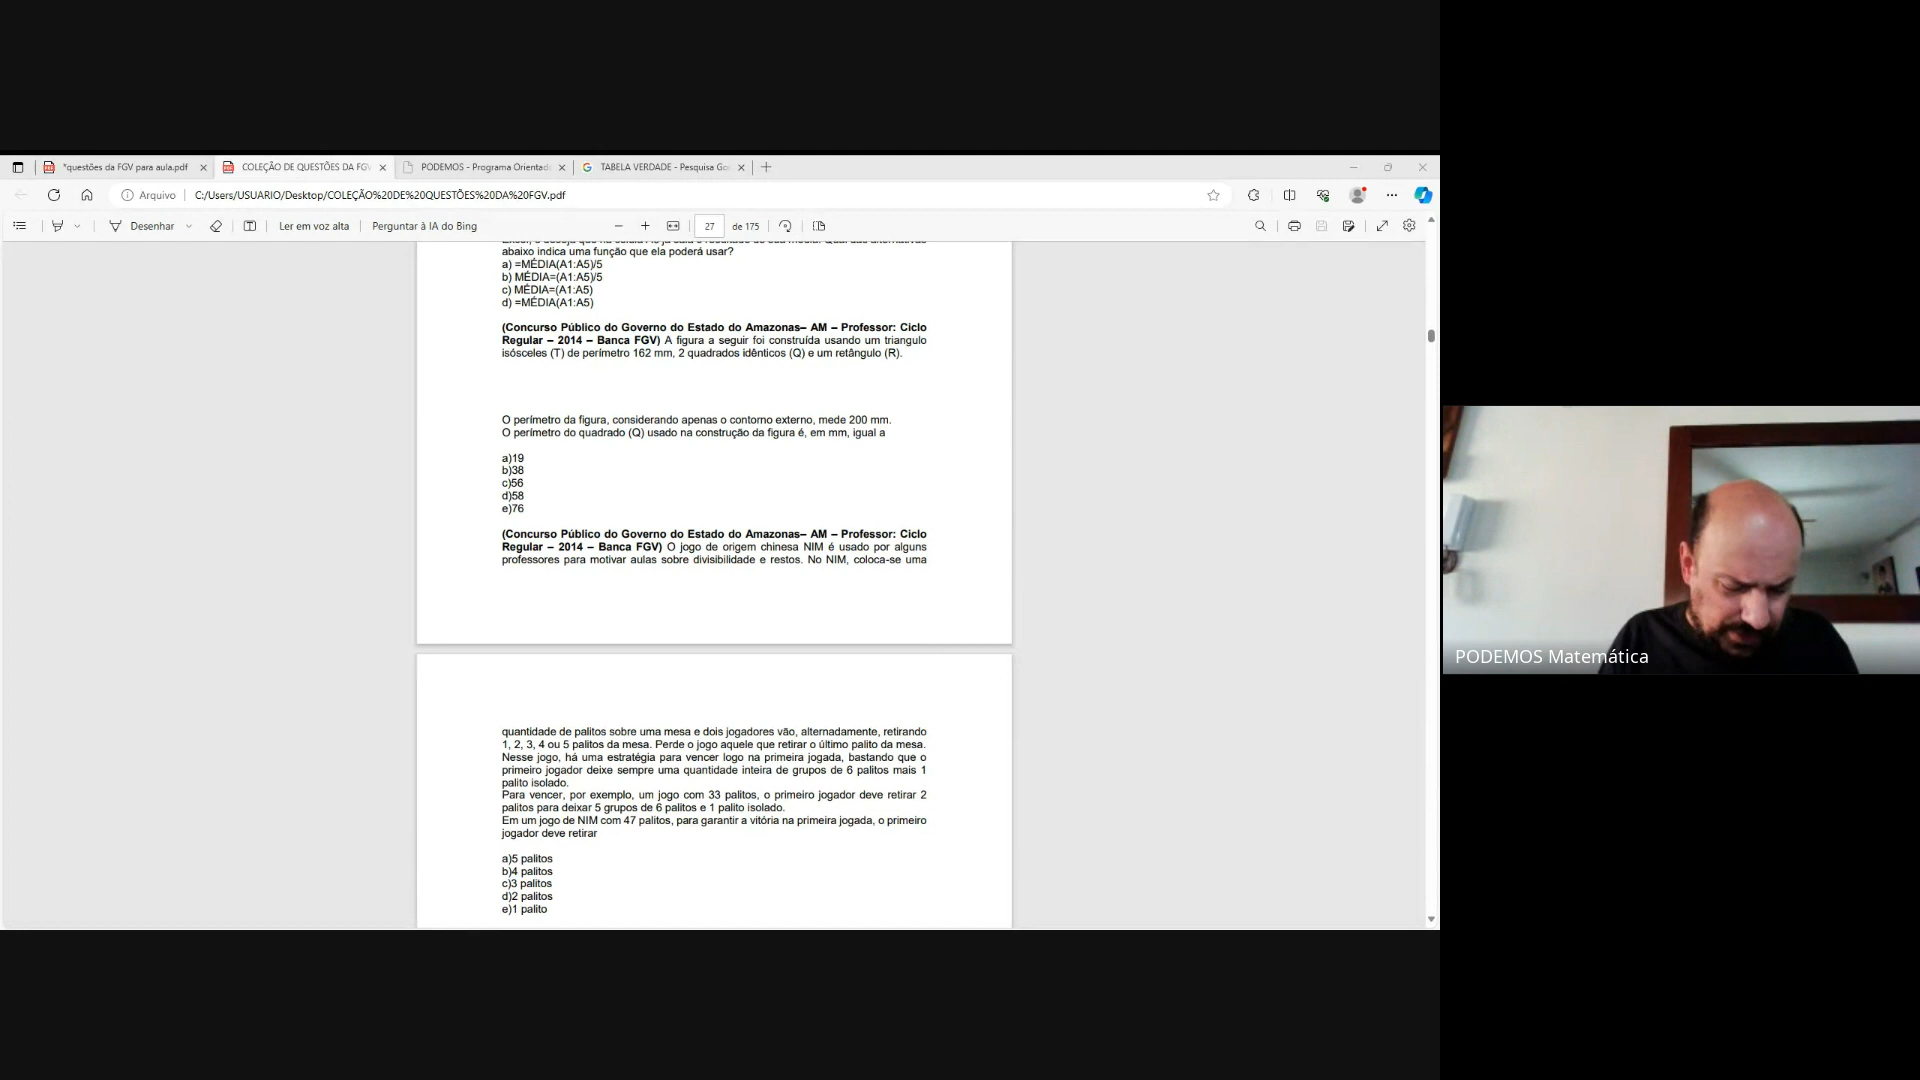 *questões da FGV para aula.pdf
COLEÇÃO DE QUESTÕES DA FGV
PODEMOS - Programa Orientad
TABELA VERDADE - Pesquisa Go
Arquivo
C:/Users/USUARIO/Desktop/COLEÇÃO%20DE%20QUESTÕES%20DA%20FGV.pdf
Desenhar
Ler em voz alta
Perguntar à IA do Bing
27 de 175
abaixo indica uma função que ela poderá usar?
a) =MÉDIA(A1:A5)/5
b) MÉDIA=(A1:A5)/5
c) MÉDIA=(A1:A5)
d) =MÉDIA(A1:A5)
(Concurso Público do Governo do Estado do Amazonas– AM – Professor: Ciclo
Regular – 2014 – Banca FGV) A figura a seguir foi construída usando um triangulo
isósceles (T) de perímetro 162 mm, 2 quadrados idênticos (Q) e um retângulo (R).
O perímetro da figura, considerando apenas o contorno externo, mede 200 mm.
O perímetro do quadrado (Q) usado na construção da figura é, em mm, igual a
a)19
b)38
c)56
d)58
e)76
(Concurso Público do Governo do Estado do Amazonas– AM – Professor: Ciclo
Regular – 2014 – Banca FGV) O jogo de origem chinesa NIM é usado por alguns
professores para motivar aulas sobre divisibilidade e restos. No NIM, coloca-se uma
quantidade de palitos sobre uma mesa e dois jogadores vão, alternadamente, retirando
1, 2, 3, 4 ou 5 palitos da mesa. Perde o jogo aquele que retirar o último palito da mesa.
Nesse jogo, há uma estratégia para vencer logo na primeira jogada, bastando que o
primeiro jogador deixe sempre uma quantidade inteira de grupos de 6 palitos mais 1
palito isolado.
Para vencer, por exemplo, um jogo com 33 palitos, o primeiro jogador deve retirar 2
palitos para deixar 5 grupos de 6 palitos e 1 palito isolado.
Em um jogo de NIM com 47 palitos, para garantir a vitória na primeira jogada, o primeiro
jogador deve retirar
a)5 palitos
b)4 palitos
c)3 palitos
d)2 palitos
e)1 palito
PODEMOS Matemática